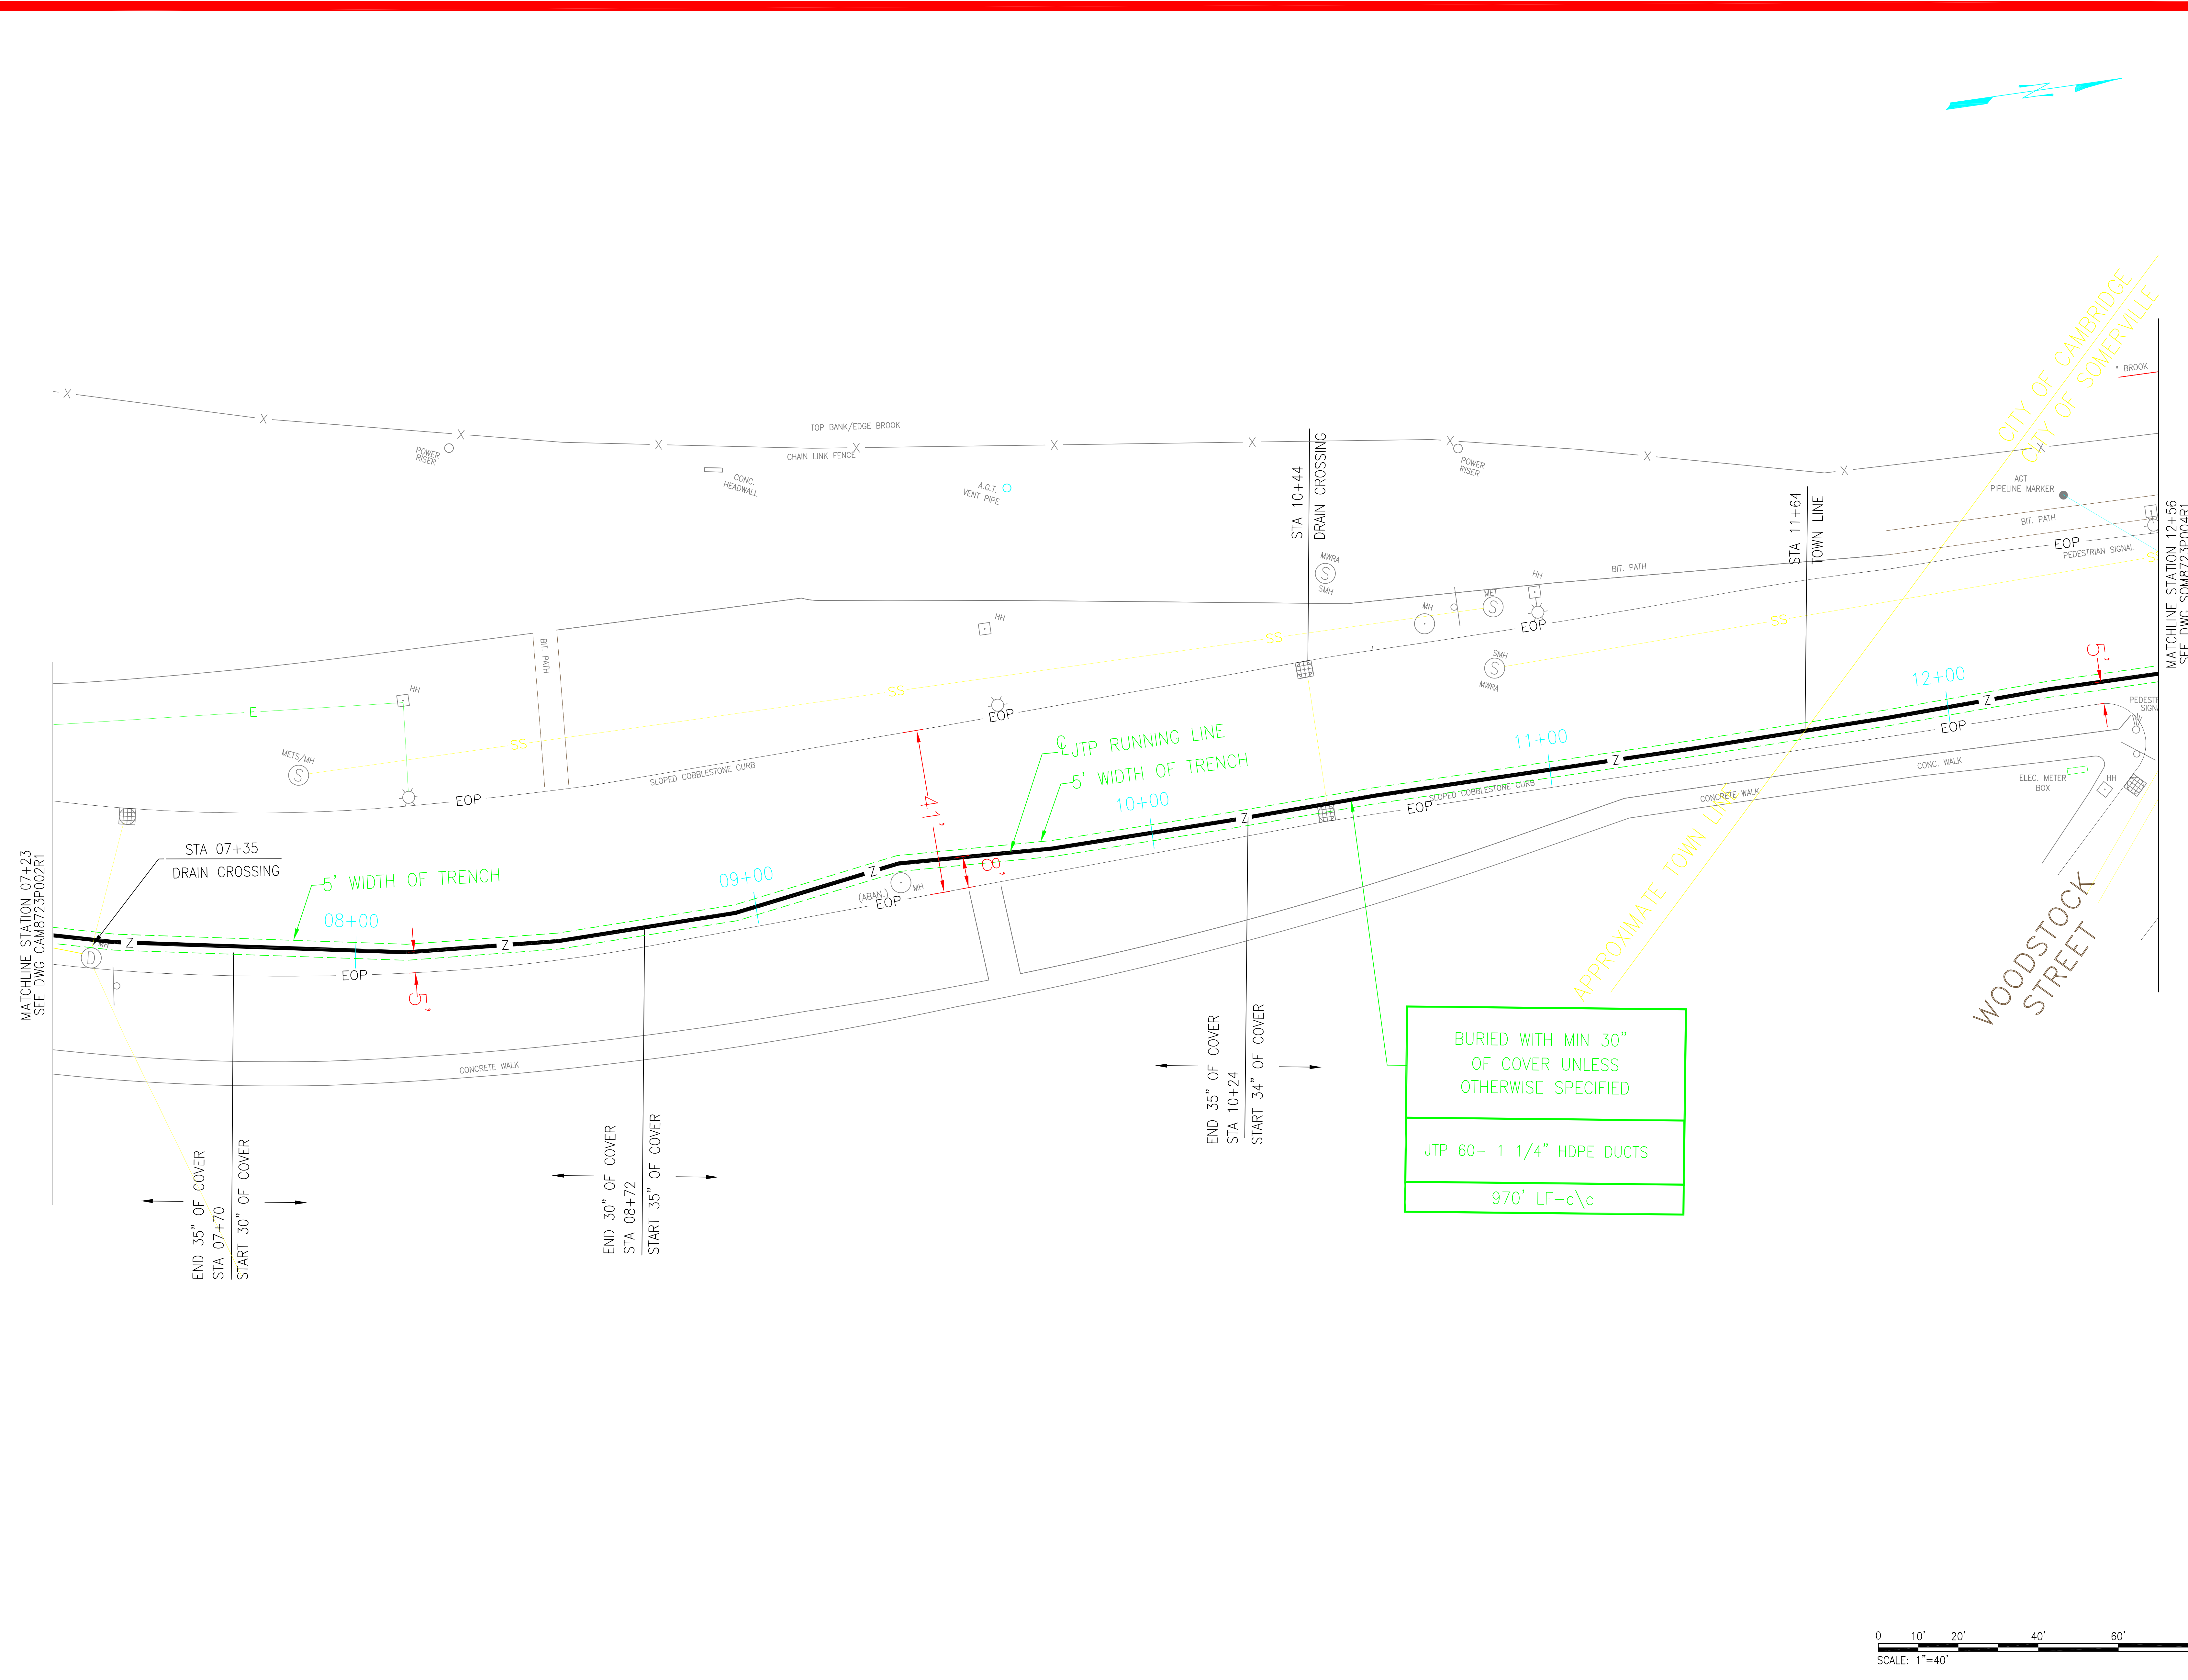 N
CITY OF CAMBRIDGE
CITY OF SOMERVILLE
* BROOK
X
X
X
X
X
X
X
X
X
X
X
TOP BANK/EDGE BROOK
CHAIN LINK FENCE
POWER
RISER
CONC.
HEADWALL
A.G.T.
VENT PIPE
STA 10+44
DRAIN CROSSING
POWER
RISER
STA 11+64
TOWN LINE
AGT
PIPELINE MARKER
BIT. PATH
EOP
PEDESTRIAN SIGNAL
MATCHLINE STATION 12+56
SEE DWG SOM8723P004R1
MWRA
S
SMH
HH
BIT. PATH
MET
S
MH
EOP
SS
SS
SS
SS
SMH
S
MWRA
HH
BIT. PATH
HH
E
METS/MH
S
EOP
SLOPED COBBLESTONE CURB
EOP
41'
8'
℄ JTP RUNNING LINE
5' WIDTH OF TRENCH
10+00
11+00
12+00
5'
EOP
CONC. WALK
ELEC. METER
BOX
HH
SLOPED COBBLESTONE CURB
EOP
CONCRETE WALK
APPROXIMATE TOWN LINE
WOODSTOCK
STREET
MATCHLINE STATION 07+23
SEE DWG CAM8723P002R1
STA 07+35
DRAIN CROSSING
5' WIDTH OF TRENCH
08+00
09+00
MH
D
Z
Z
Z
Z
Z
Z
(ABAN.)
MH
EOP
EOP
5'
CONCRETE WALK
END 35" OF COVER
STA 07+70
START 30" OF COVER
END 30" OF COVER
STA 08+72
START 35" OF COVER
END 35" OF COVER
STA 10+24
START 34" OF COVER
BURIED WITH MIN 30"
OF COVER UNLESS
OTHERWISE SPECIFIED
JTP 60- 1 1/4" HDPE DUCTS
970' LF-c\c
0 10' 20' 40' 60'
SCALE: 1"=40'